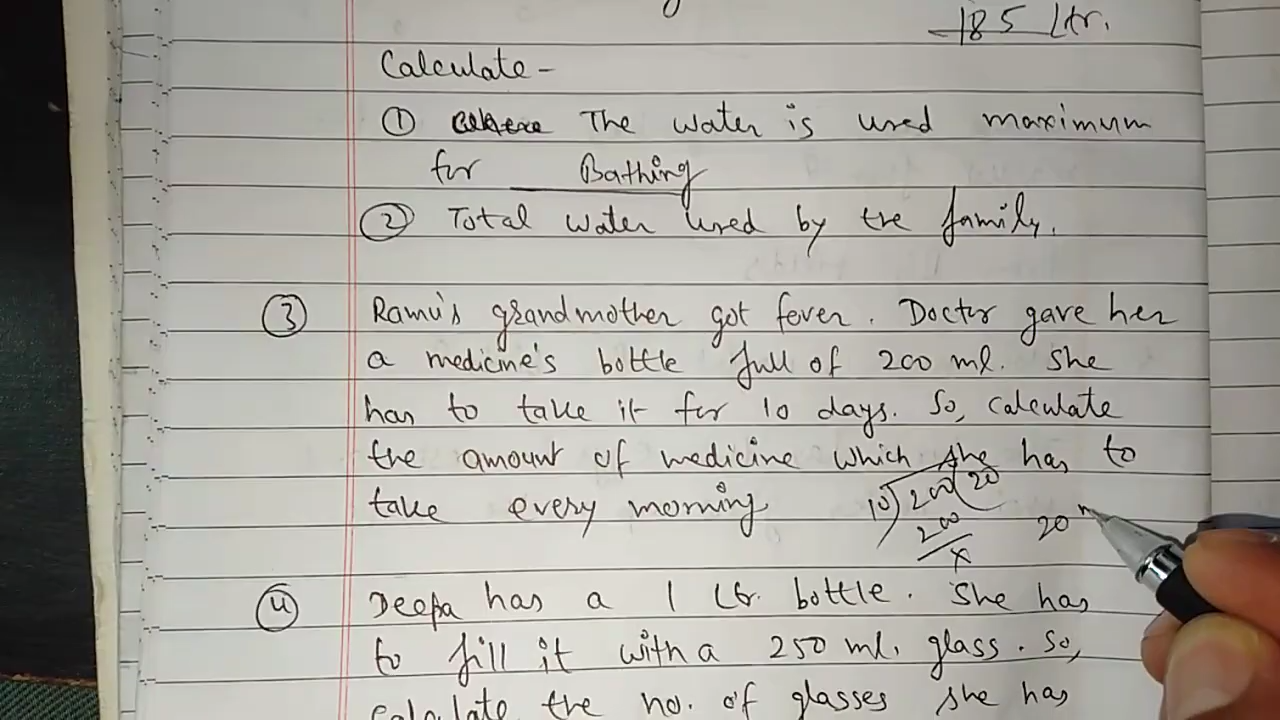 185 Ltr.
Calculate -
① The water is used maximum
for Bathing
② Total water used by the family.
③ Ramu's grandmother got fever. Doctor gave her
a medicine's bottle full of 200 ml. She
has to take it for 10 days. So, calculate
the amount of medicine which she has to
take every morning
10)200(20
200
x
20 m
④ Deepa has a 1 Ltr. bottle. She has
to fill it with a 250 ml. glass. So,
calculate the no. of glasses she has